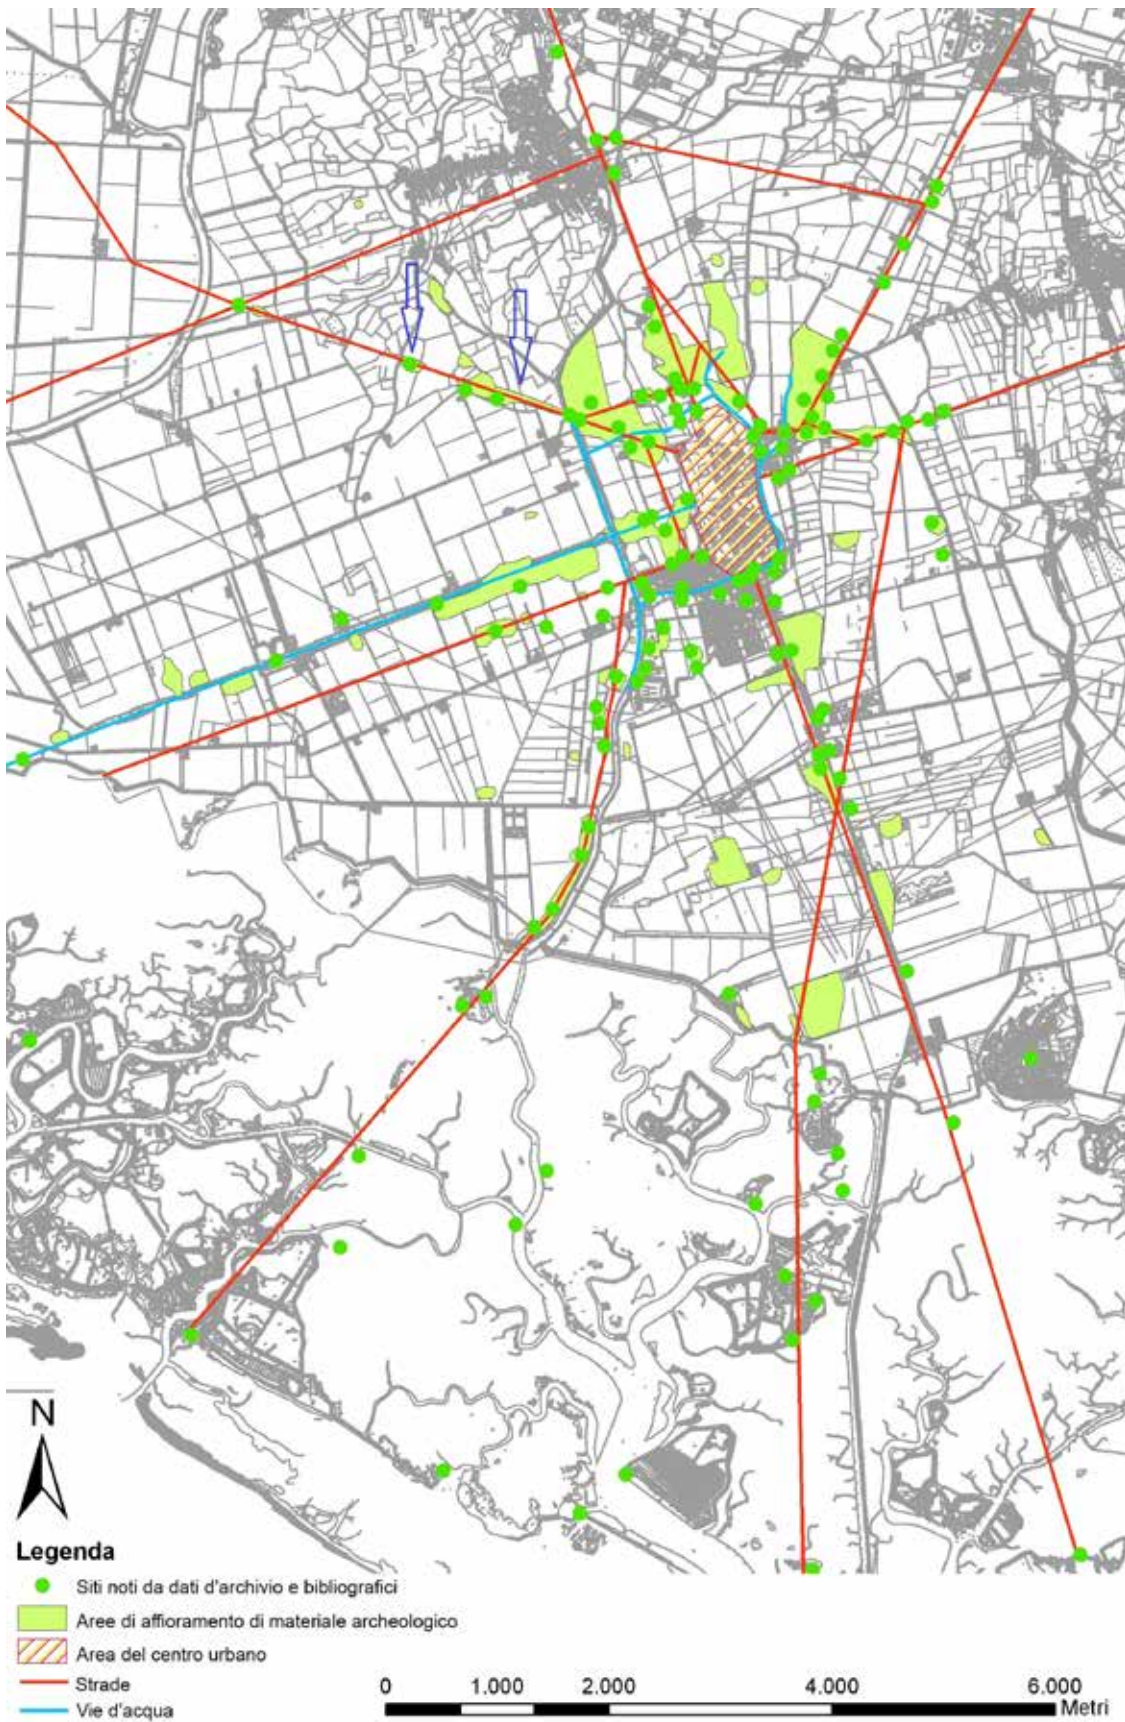 N
Legenda
Siti noti da dati d'archivio e bibliografici
Aree di affioramento di materiale archeologico
Area del centro urbano
Strade
Vie d'acqua
0 1.000 2.000 4.000 6.000
Metri